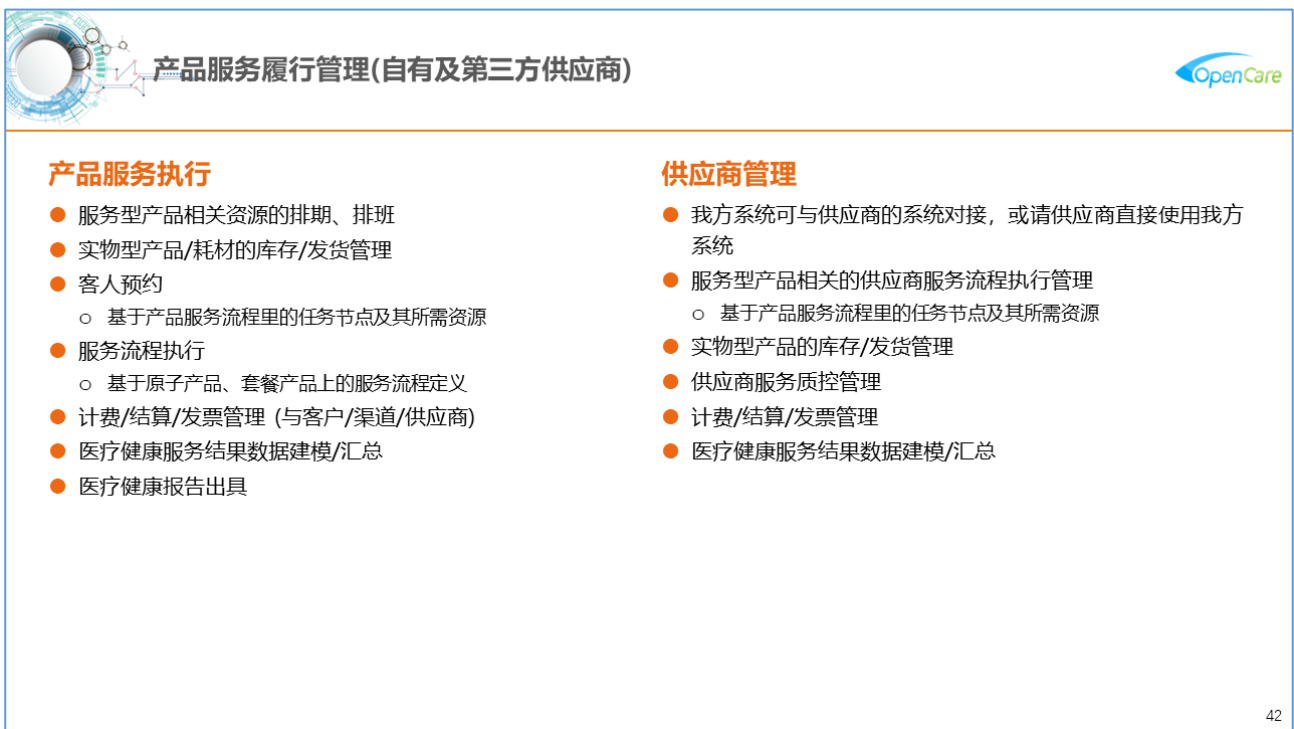 产品服务履行管理(自有及第三方供应商)
OpenCare
产品服务执行
● 服务型产品相关资源的排期、排班
● 实物型产品/耗材的库存/发货管理
● 客人预约
o 基于产品服务流程里的任务节点及其所需资源
● 服务流程执行
o 基于原子产品、套餐产品上的服务流程定义
● 计费/结算/发票管理 (与客户/渠道/供应商)
● 医疗健康服务结果数据建模/汇总
● 医疗健康报告出具
供应商管理
● 我方系统可与供应商的系统对接，或请供应商直接使用我方
系统
● 服务型产品相关的供应商服务流程执行管理
o 基于产品服务流程里的任务节点及其所需资源
● 实物型产品的库存/发货管理
● 供应商服务质控管理
● 计费/结算/发票管理
● 医疗健康服务结果数据建模/汇总
42